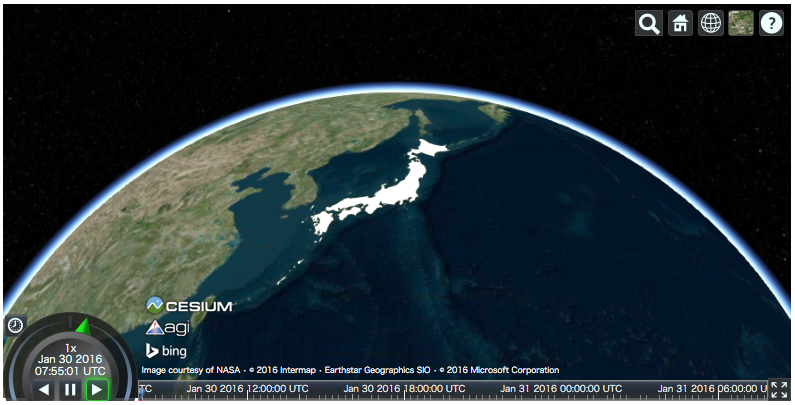 ?
CESIUM
agi
bing
Image courtesy of NASA • © 2016 Intermap • Earthstar Geographics SIO • © 2016 Microsoft Corporation
1x
Jan 30 2016
07:55:01 UTC
TC
Jan 30 2016 12:00:00 UTC
Jan 30 2016 18:00:00 UTC
Jan 31 2016 00:00:00 UTC
Jan 31 2016 06:00:00 UTC